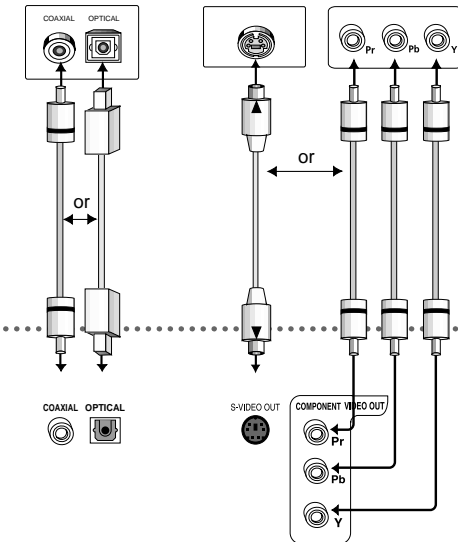 COAXIAL OPTICAL
Pr Pb Y
or
or
COAXIAL OPTICAL
S-VIDEO OUT
COMPONENT VIDEO OUT
Pr
Pb
Y